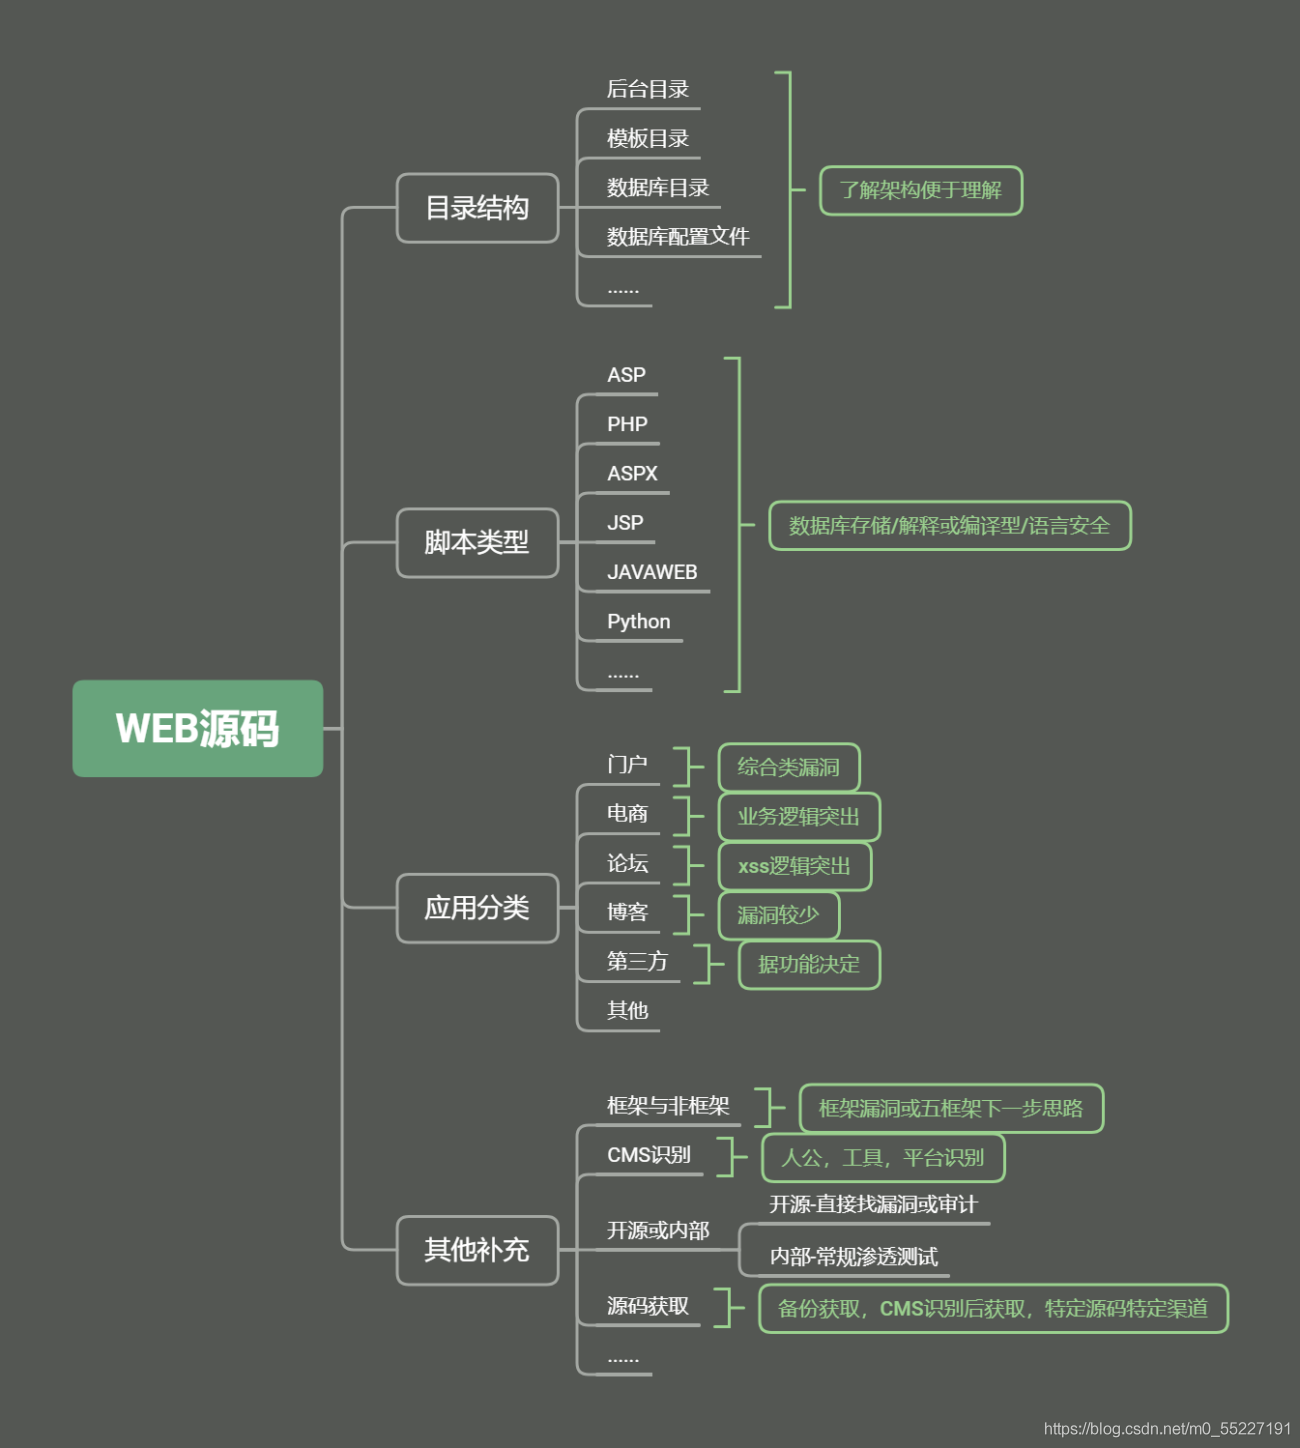 WEB源码
目录结构
后台目录
模板目录
数据库目录
数据库配置文件
......
了解架构便于理解
脚本类型
ASP
PHP
ASPX
JSP
JAVAWEB
Python
......
数据库存储/解释或编译型/语言安全
应用分类
门户
综合类漏洞
电商
业务逻辑突出
论坛
xss逻辑突出
博客
漏洞较少
第三方
据功能决定
其他
其他补充
框架与非框架
框架漏洞或五框架下一步思路
CMS识别
人公，工具，平台识别
开源或内部
开源-直接找漏洞或审计
内部-常规渗透测试
源码获取
备份获取，CMS识别后获取，特定源码特定渠道
......
https://blog.csdn.net/m0_55227191